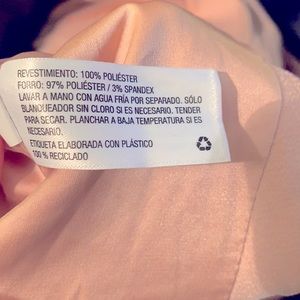 REVESTIMIENTO: 100% POLIÉSTER
FORRO: 97% POLIÉSTER / 3% SPANDEX
LAVAR A MANO CON AGUA FRÍA POR SEPARADO. SÓLO
BLANQUEADOR SIN CLORO SI ES NECESARIO. TENDER
PARA SECAR. PLANCHAR A BAJA TEMPERATURA SI ES
NECESARIO.
ETIQUETA ELABORADA CON PLÁSTICO
100 % RECICLADO